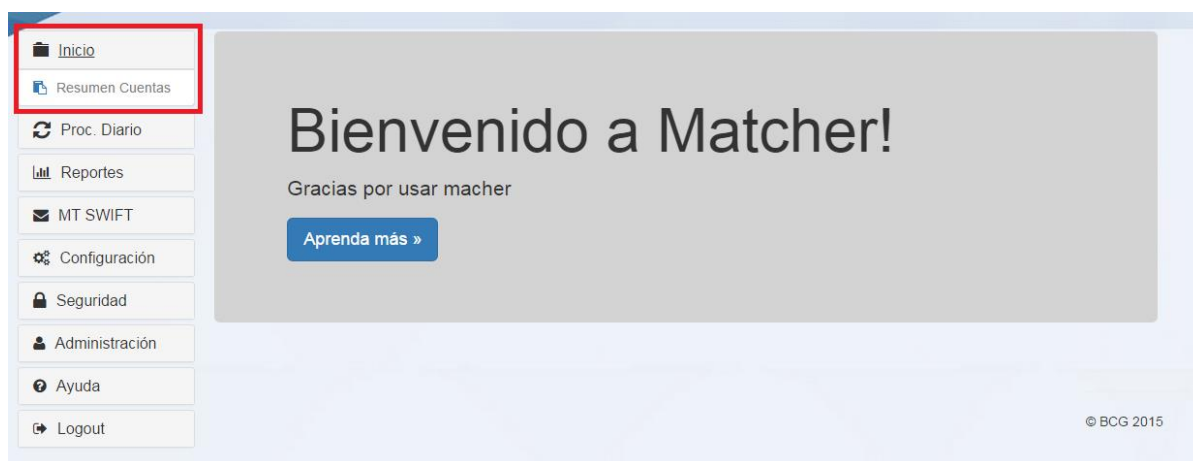 Inicio
Resumen Cuentas
Proc. Diario
Reportes
MT SWIFT
Configuración
Seguridad
Administración
Ayuda
Logout
Bienvenido a Matcher!
Gracias por usar macher
Aprenda más »
© BCG 2015